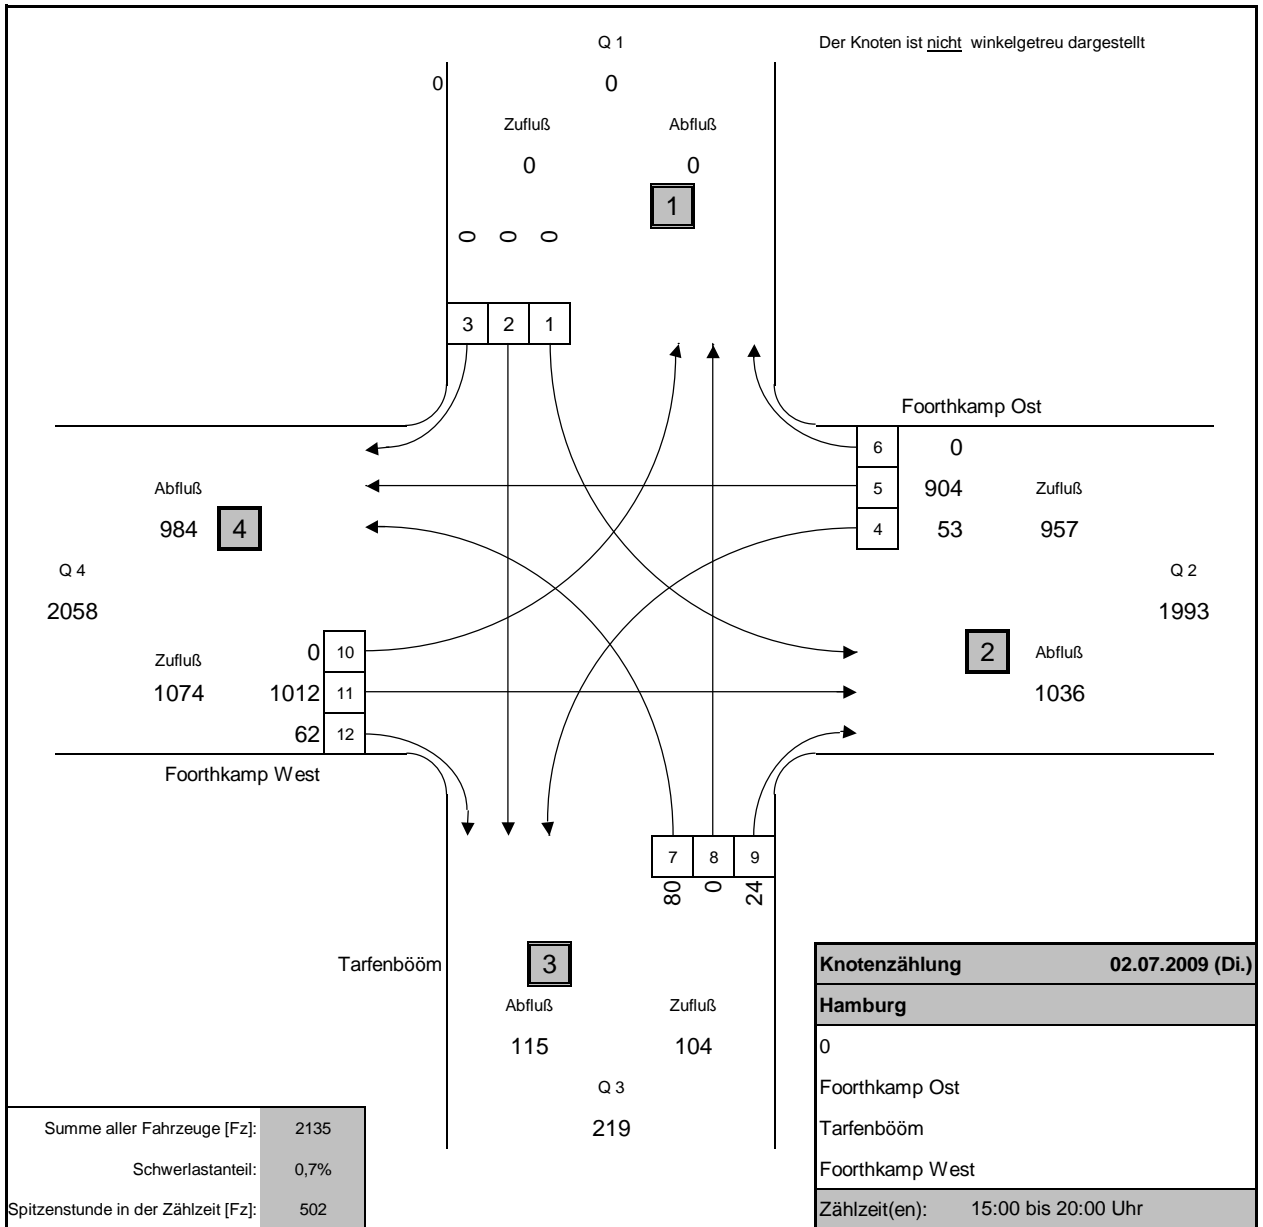 Q 1
Der Knoten ist nicht winkelgetreu dargestellt
0
0
Zufluß
Abfluß
0
0
1
0 0 0
3 2 1
Foorthkamp Ost
6 0
5 904 Zufluß
4 53 957
Abfluß
984 4
Q 4
2058
Q 2
1993
Zufluß
1074
0 10
1012 11
62 12
2 Abfluß
1036
Foorthkamp West
7 8 9
80 0 24
Tarfenbööm
3
Abfluß
Zufluß
115
104
Q 3
219
Knotenzählung 02.07.2009 (Di.)
Hamburg
0
Foorthkamp Ost
Tarfenbööm
Foorthkamp West
Zählzeit(en): 15:00 bis 20:00 Uhr
Summe aller Fahrzeuge [Fz]: 2135
Schwerlastanteil: 0,7%
Spitzenstunde in der Zählzeit [Fz]: 502